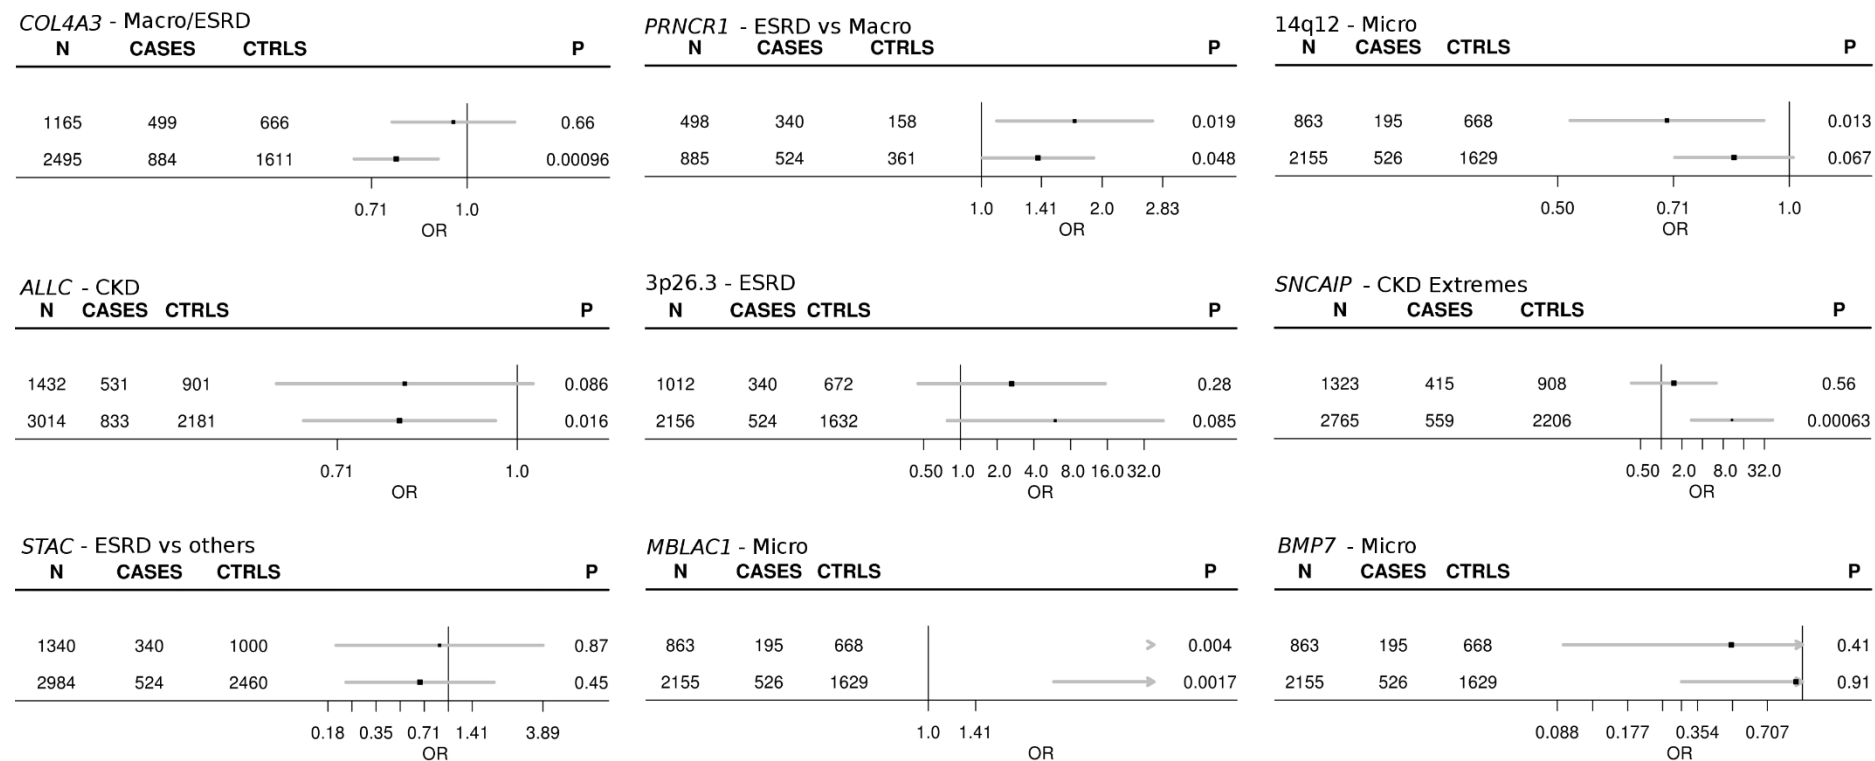 COL4A3 - Macro/ESRD
N CASES CTRLS P
1165 499 666 0.66
2495 884 1611 0.00096
0.71 1.0
OR
PRNCR1 - ESRD vs Macro
N CASES CTRLS P
498 340 158 0.019
885 524 361 0.048
1.0 1.41 2.0 2.83
OR
14q12 - Micro
N CASES CTRLS P
863 195 668 0.013
2155 526 1629 0.067
0.50 0.71 1.0
OR
ALLC - CKD
N CASES CTRLS P
1432 531 901 0.086
3014 833 2181 0.016
0.71 1.0
OR
3p26.3 - ESRD
N CASES CTRLS P
1012 340 672 0.28
2156 524 1632 0.085
0.50 1.0 2.0 4.0 8.0 16.0 32.0
OR
SNCAIP - CKD Extremes
N CASES CTRLS P
1323 415 908 0.56
2765 559 2206 0.00063
0.50 2.0 8.0 32.0
OR
STAC - ESRD vs others
N CASES CTRLS P
1340 340 1000 0.87
2984 524 2460 0.45
0.18 0.35 0.71 1.41 3.89
OR
MBLAC1 - Micro
N CASES CTRLS P
863 195 668 0.004
2155 526 1629 0.0017
1.0 1.41
OR
BMP7 - Micro
N CASES CTRLS P
863 195 668 0.41
2155 526 1629 0.91
0.088 0.177 0.354 0.707
OR